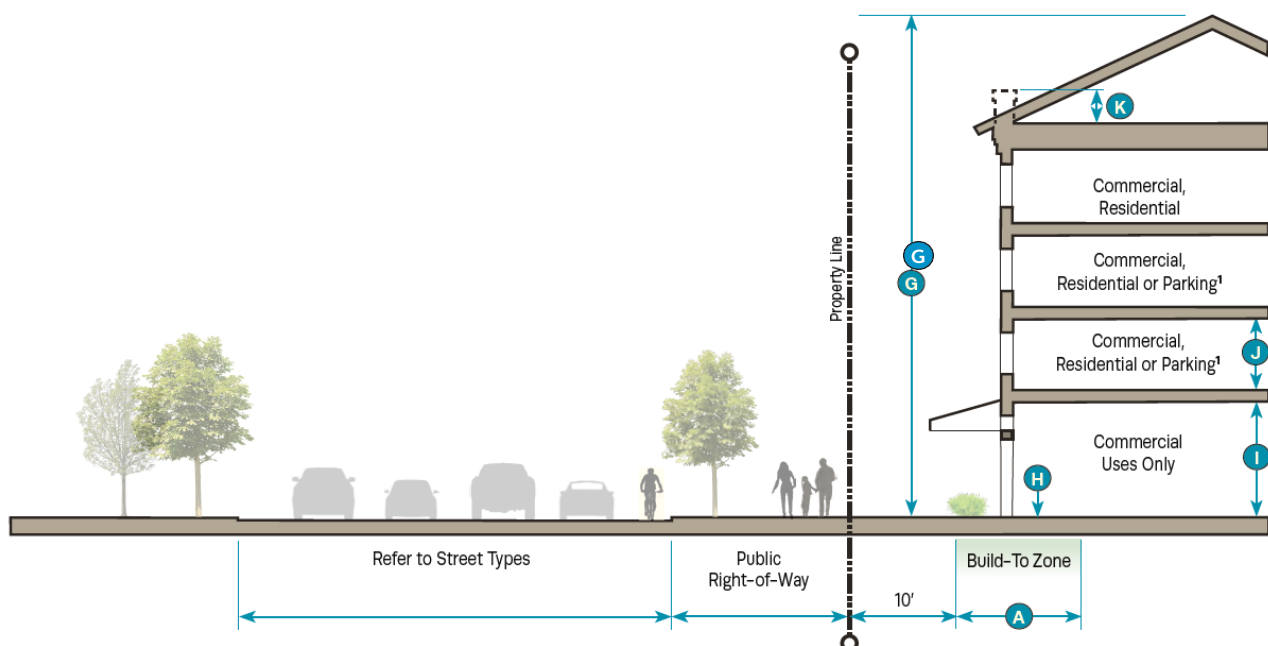 K
Commercial,
Residential
Property Line
G
G
Commercial,
Residential or Parking¹
Commercial,
Residential or Parking¹
J
Commercial
Uses Only
H
I
Refer to Street Types
Public
Right-of-Way
Build-To Zone
10'
A